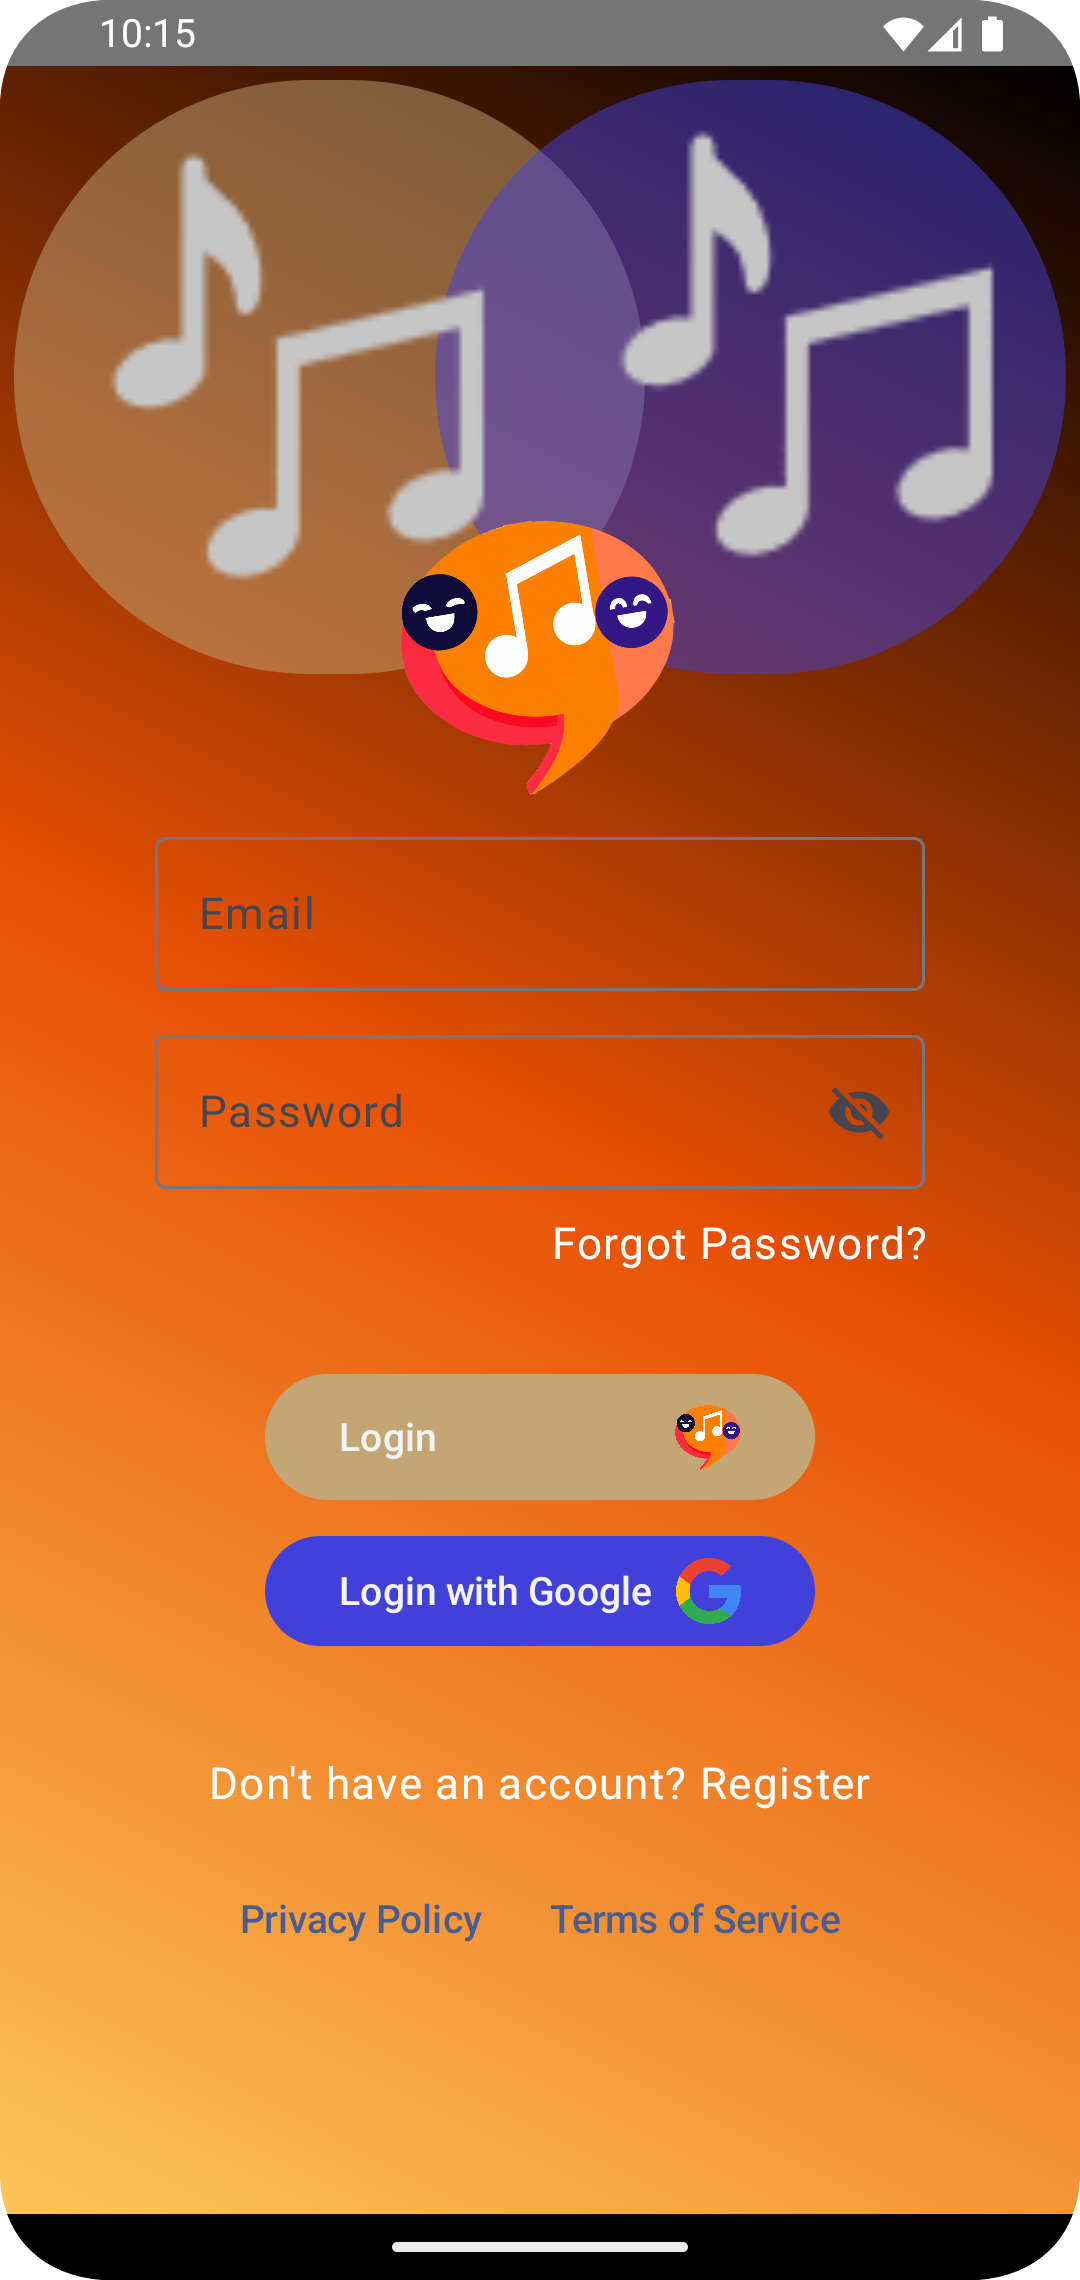 10:15
Email
Password
Forgot Password?
Login
Login with Google
Don't have an account? Register
Privacy Policy Terms of Service